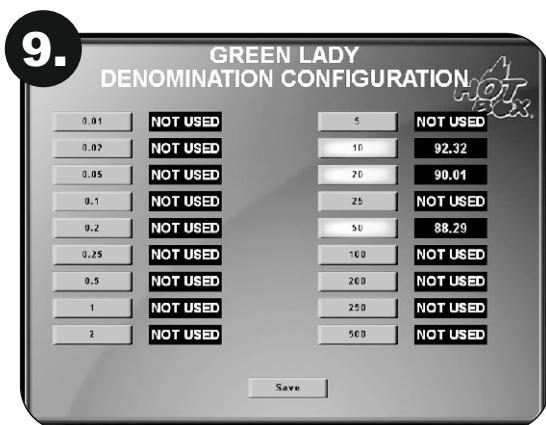 9.
GREEN LADY
DENOMINATION CONFIGURATION
HOT
BOX.
0.01 NOT USED 5 NOT USED
0.02 NOT USED 10 92.32
0.05 NOT USED 20 90.01
0.1 NOT USED 25 NOT USED
0.2 NOT USED 50 88.29
0.25 NOT USED 100 NOT USED
0.5 NOT USED 200 NOT USED
1 NOT USED 250 NOT USED
2 NOT USED 500 NOT USED
Save